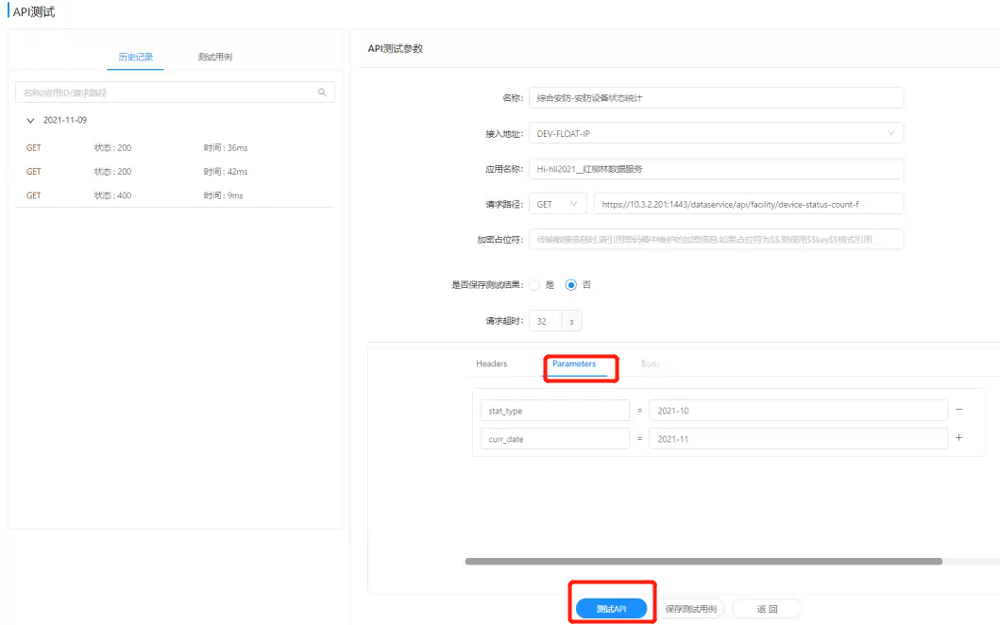 API测试
历史记录 测试用例
名称/应用ID/请求路径
2021-11-09
GET 状态 : 200 时间 : 36ms
GET 状态 : 200 时间 : 42ms
GET 状态 : 400 时间 : 9ms
API测试参数
名称: 综合安防-安防设备状态统计
接入地址: DEV-FLOAT-IP
应用名称: Hi-hll2021__红柳林数据服务
请求路径: GET https://10.3.2.201:1443/dataservice/api/facility/device-status-count-f
加密占位符: 传输敏感信息时,请引用密码箱中维护的加密信息,如果占位符为$$,则使用$$key$$格式引用
是否保存测试结果: 是 否
请求超时: 32 s
Headers Parameters Body
stat_type = 2021-10 −
curr_date = 2021-11 +
测试API 保存测试用例 返 回